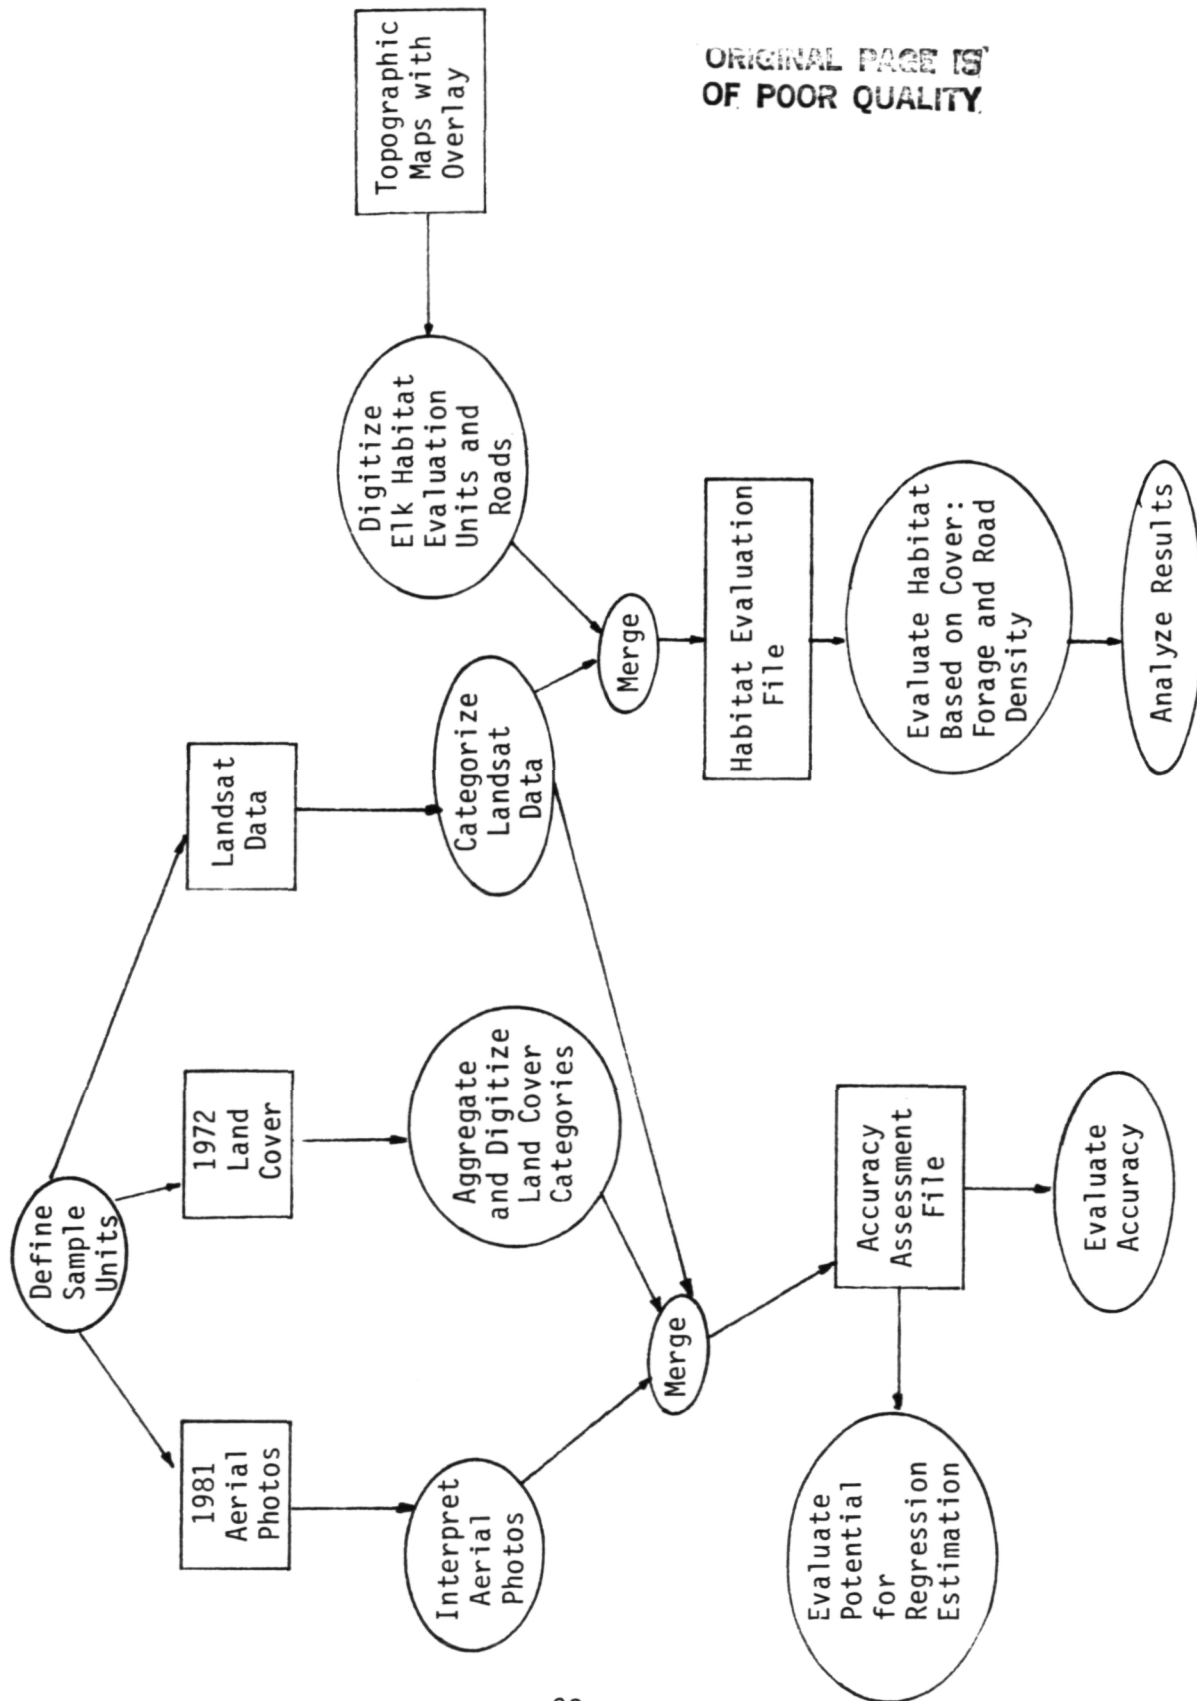 ORIGINAL PAGE IS
OF POOR QUALITY
Define
Sample
Units
1981
Aerial
Photos
1972
Land
Cover
Landsat
Data
Topographic
Maps with
Overlay
Interpret
Aerial
Photos
Aggregate
and Digitize
Land Cover
Categories
Categorize
Landsat
Data
Digitize
Elk Habitat
Evaluation
Units and
Roads
Merge
Merge
Evaluate
Potential
for
Regression
Estimation
Accuracy
Assessment
File
Evaluate
Accuracy
Habitat Evaluation
File
Evaluate Habitat
Based on Cover:
Forage and Road
Density
Analyze Results